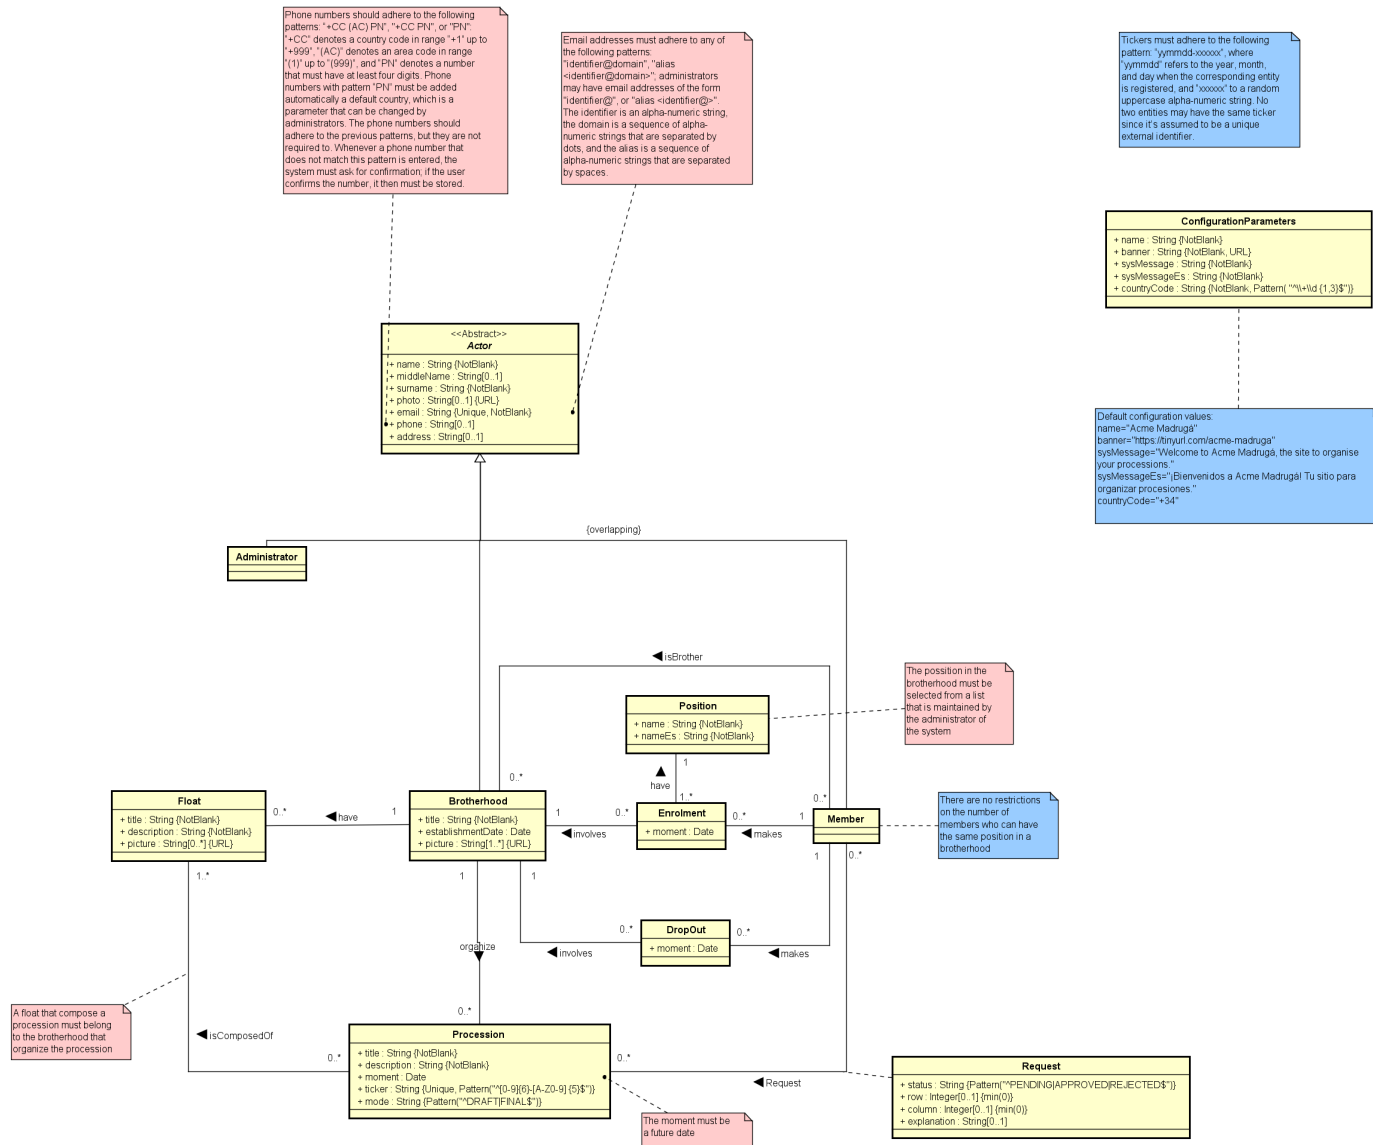 Phone numbers should adhere to the following
patterns: "+CC (AC) PN", "+CC PN", or "PN":
"+CC" denotes a country code in range "+1" up to
"+999", "(AC)" denotes an area code in range
"(1)" up to "(999)", and "PN" denotes a number
that must have at least four digits. Phone
numbers with pattern "PN" must be added
automatically a default country, which is a
parameter that can be changed by
administrators. The phone numbers should
adhere to the previous patterns, but they are not
required to. Whenever a phone number that
does not match this pattern is entered, the
system must ask for confirmation; if the user
confirms the number, it then must be stored.
Email addresses must adhere to any of
the following patterns:
"identifier@domain", "alias
<identifier@domain>"; administrators
may have email addresses of the form
"identifier@", or "alias <identifier@>".
The identifier is an alpha-numeric string,
the domain is a sequence of alpha-
numeric strings that are separated by
dots, and the alias is a sequence of
alpha-numeric strings that are separated
by spaces.
Tickers must adhere to the following
pattern: "yymmdd-xxxxxx", where
"yymmdd" refers to the year, month,
and day when the corresponding entity
is registered, and "xxxxxx" to a random
uppercase alpha-numeric string. No
two entities may have the same ticker
since it's assumed to be a unique
external identifier.
ConfigurationParameters
+ name : String {NotBlank}
+ banner : String {NotBlank, URL}
+ sysMessage : String {NotBlank}
+ sysMessageEs : String {NotBlank}
+ countryCode : String {NotBlank, Pattern( "^\\+\\d {1,3}$")}
<<Abstract>>
Actor
+ name : String {NotBlank}
+ middleName : String[0..1]
+ surname : String {NotBlank}
+ photo : String[0..1] {URL}
+ email : String {Unique, NotBlank}
+ phone : String[0..1]
+ address : String[0..1]
Default configuration values:
name="Acme Madrugá"
banner="https://tinyurl.com/acme-madruga"
sysMessage="Welcome to Acme Madrugá, the site to organise
your processions."
sysMessageEs="¡Bienvenidos a Acme Madrugá! Tu sitio para
organizar procesiones."
countryCode="+34"
{overlapping}
Administrator
isBrother
The possition in the
brotherhood must be
selected from a list
that is maintained by
the administrator of
the system
Position
+ name : String {NotBlank}
+ nameEs : String {NotBlank}
1
have
1..*
0..*
0..*
Float
+ title : String {NotBlank}
+ description : String {NotBlank}
+ picture : String[0..*] {URL}
0..*
have
1
Brotherhood
+ title : String {NotBlank}
+ establishmentDate : Date
+ picture : String[1..*] {URL}
1
involves
0..*
Enrolment
+ moment : Date
0..*
makes
1
Member
There are no restrictions
on the number of
members who can have
the same position in a
brotherhood
1..*
1
1
1
0..*
DropOut
+ moment : Date
0..*
involves
0..*
makes
organize
0..*
A float that compose a
procession must belong
to the brotherhood that
organize the procession
isComposedOf
0..*
Procession
+ title : String {NotBlank}
+ description : String {NotBlank}
+ moment : Date
+ ticker : String {Unique, Pattern("^[0-9]{6}-[A-Z0-9] {5}$")}
+ mode : String {Pattern("^DRAFT|FINAL$")}
0..*
Request
Request
+ status : String {Pattern("^PENDING|APPROVED|REJECTED$")}
+ row : Integer[0..1] {min(0)}
+ column : Integer[0..1] {min(0)}
+ explanation : String[0..1]
The moment must be
a future date